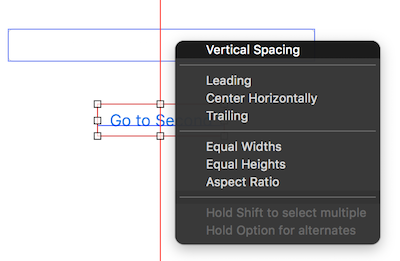 Vertical Spacing
Leading
Center Horizontally
Go to Se
Trailing
Equal Widths
Equal Heights
Aspect Ratio
Hold Shift to select multiple
Hold Option for alternates